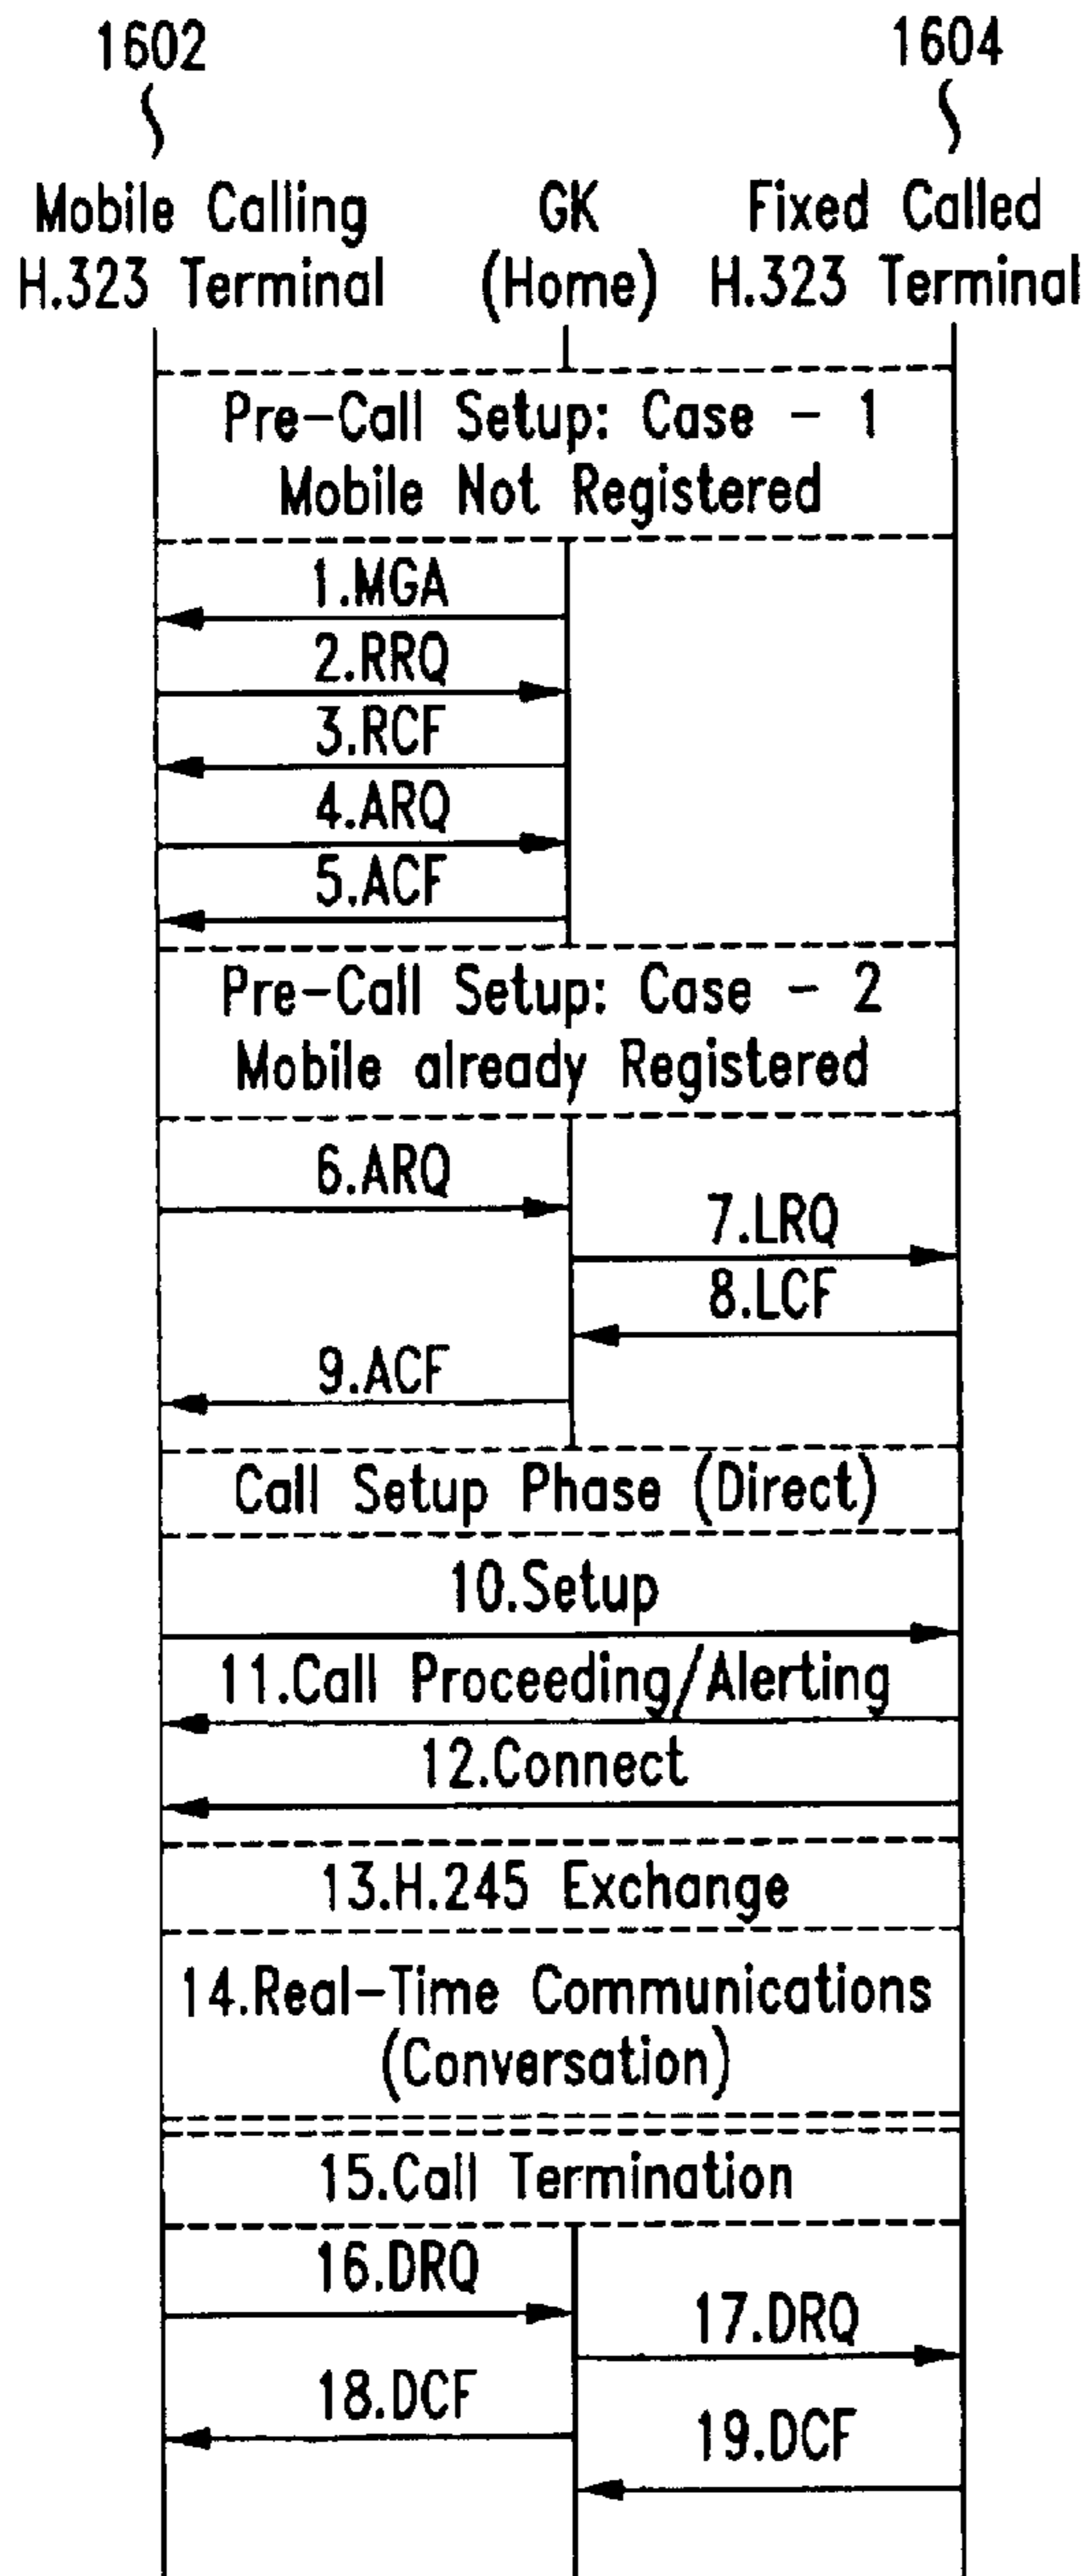 1602
1604
Mobile Calling
H.323 Terminal
GK
(Home)
Fixed Called
H.323 Terminal
Pre-Call Setup: Case - 1
Mobile Not Registered
1.MGA
2.RRQ
3.RCF
4.ARQ
5.ACF
Pre-Call Setup: Case - 2
Mobile already Registered
6.ARQ
7.LRQ
8.LCF
9.ACF
Call Setup Phase (Direct)
10.Setup
11.Call Proceeding/Alerting
12.Connect
13.H.245 Exchange
14.Real-Time Communications
(Conversation)
15.Call Termination
16.DRQ
17.DRQ
18.DCF
19.DCF